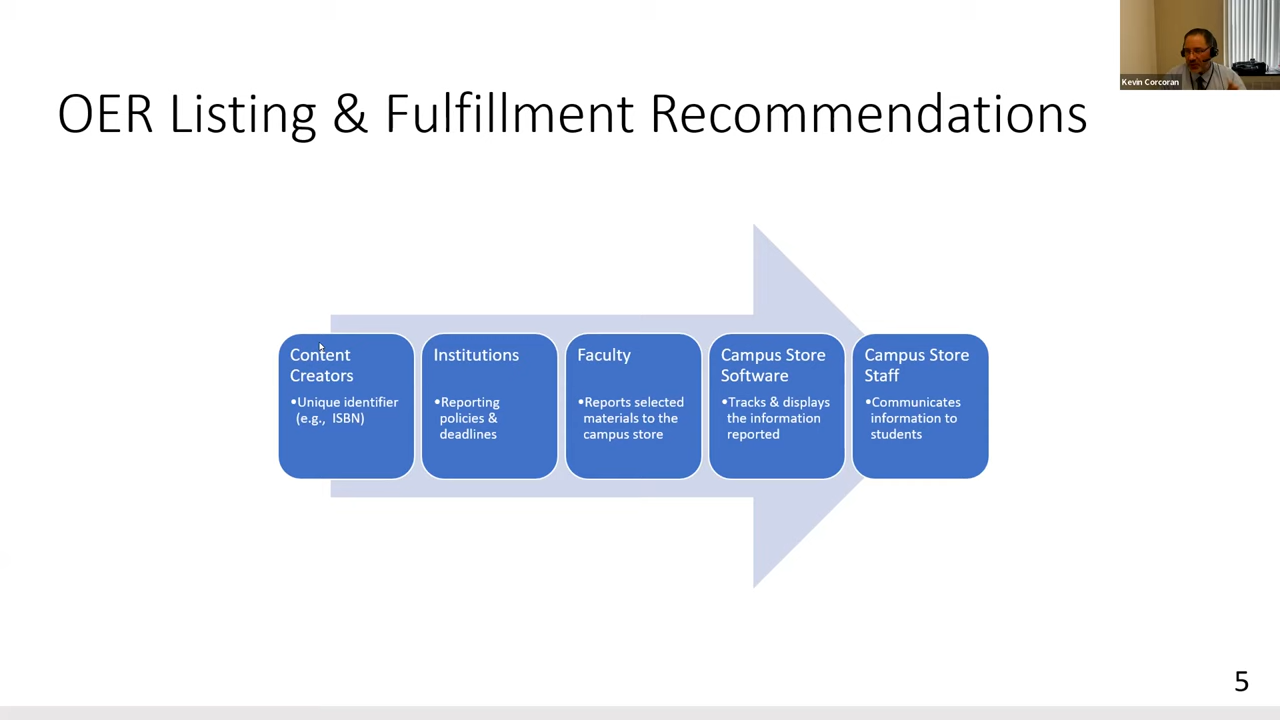 Kevin Corcoran
OER Listing & Fulfillment Recommendations
Content
Creators
•Unique identifier
(e.g., ISBN)
Institutions
•Reporting
policies &
deadlines
Faculty
•Reports selected
materials to the
campus store
Campus Store
Software
•Tracks & displays
the information
reported
Campus Store
Staff
•Communicates
information to
students
5